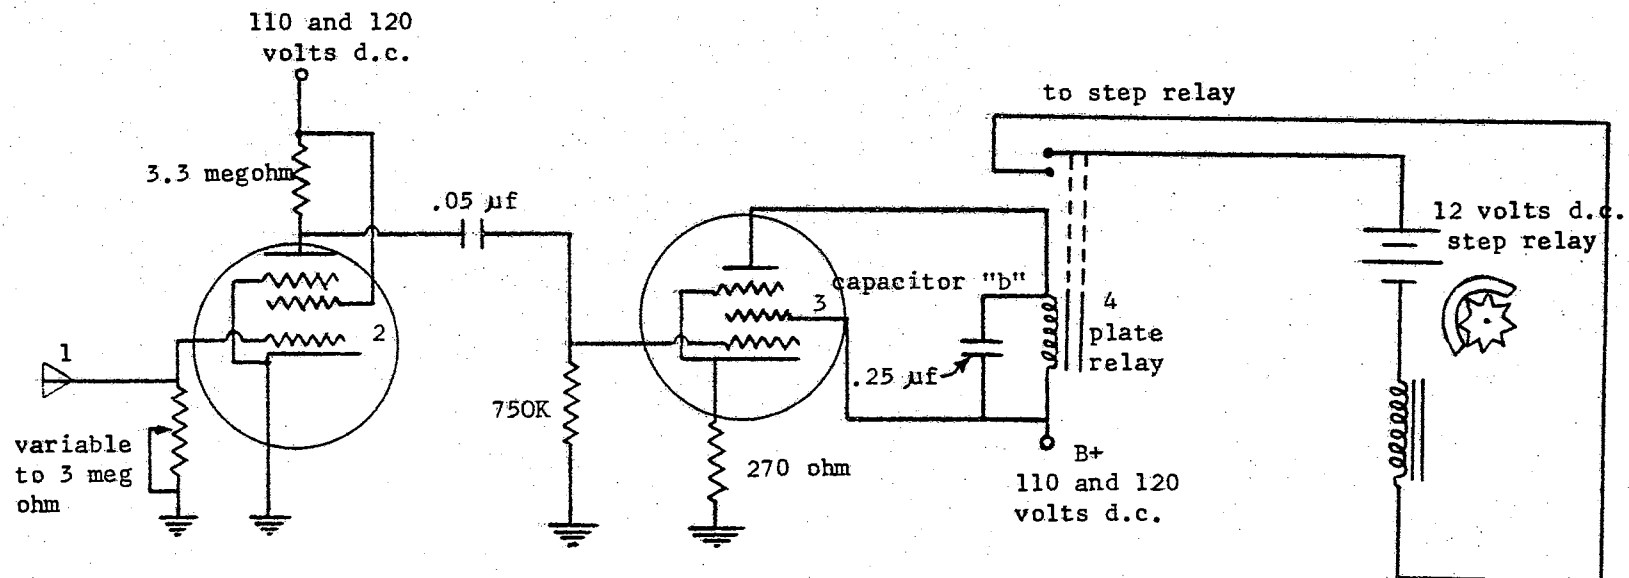 110 and 120
volts d.c.
to step relay
3.3 megohm
.05 µf
12 volts d.c.
step relay
capacitor "b"
1
2
3
4
plate
relay
.25 µf
750K
variable
to 3 meg
ohm
270 ohm
B+
110 and 120
volts d.c.